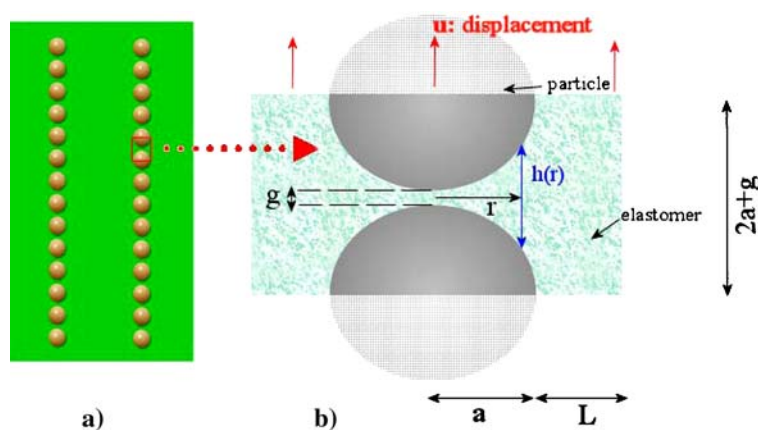 u: displacement
particle
g
r
h(r)
elastomer
2a+g
a
L
a)
b)